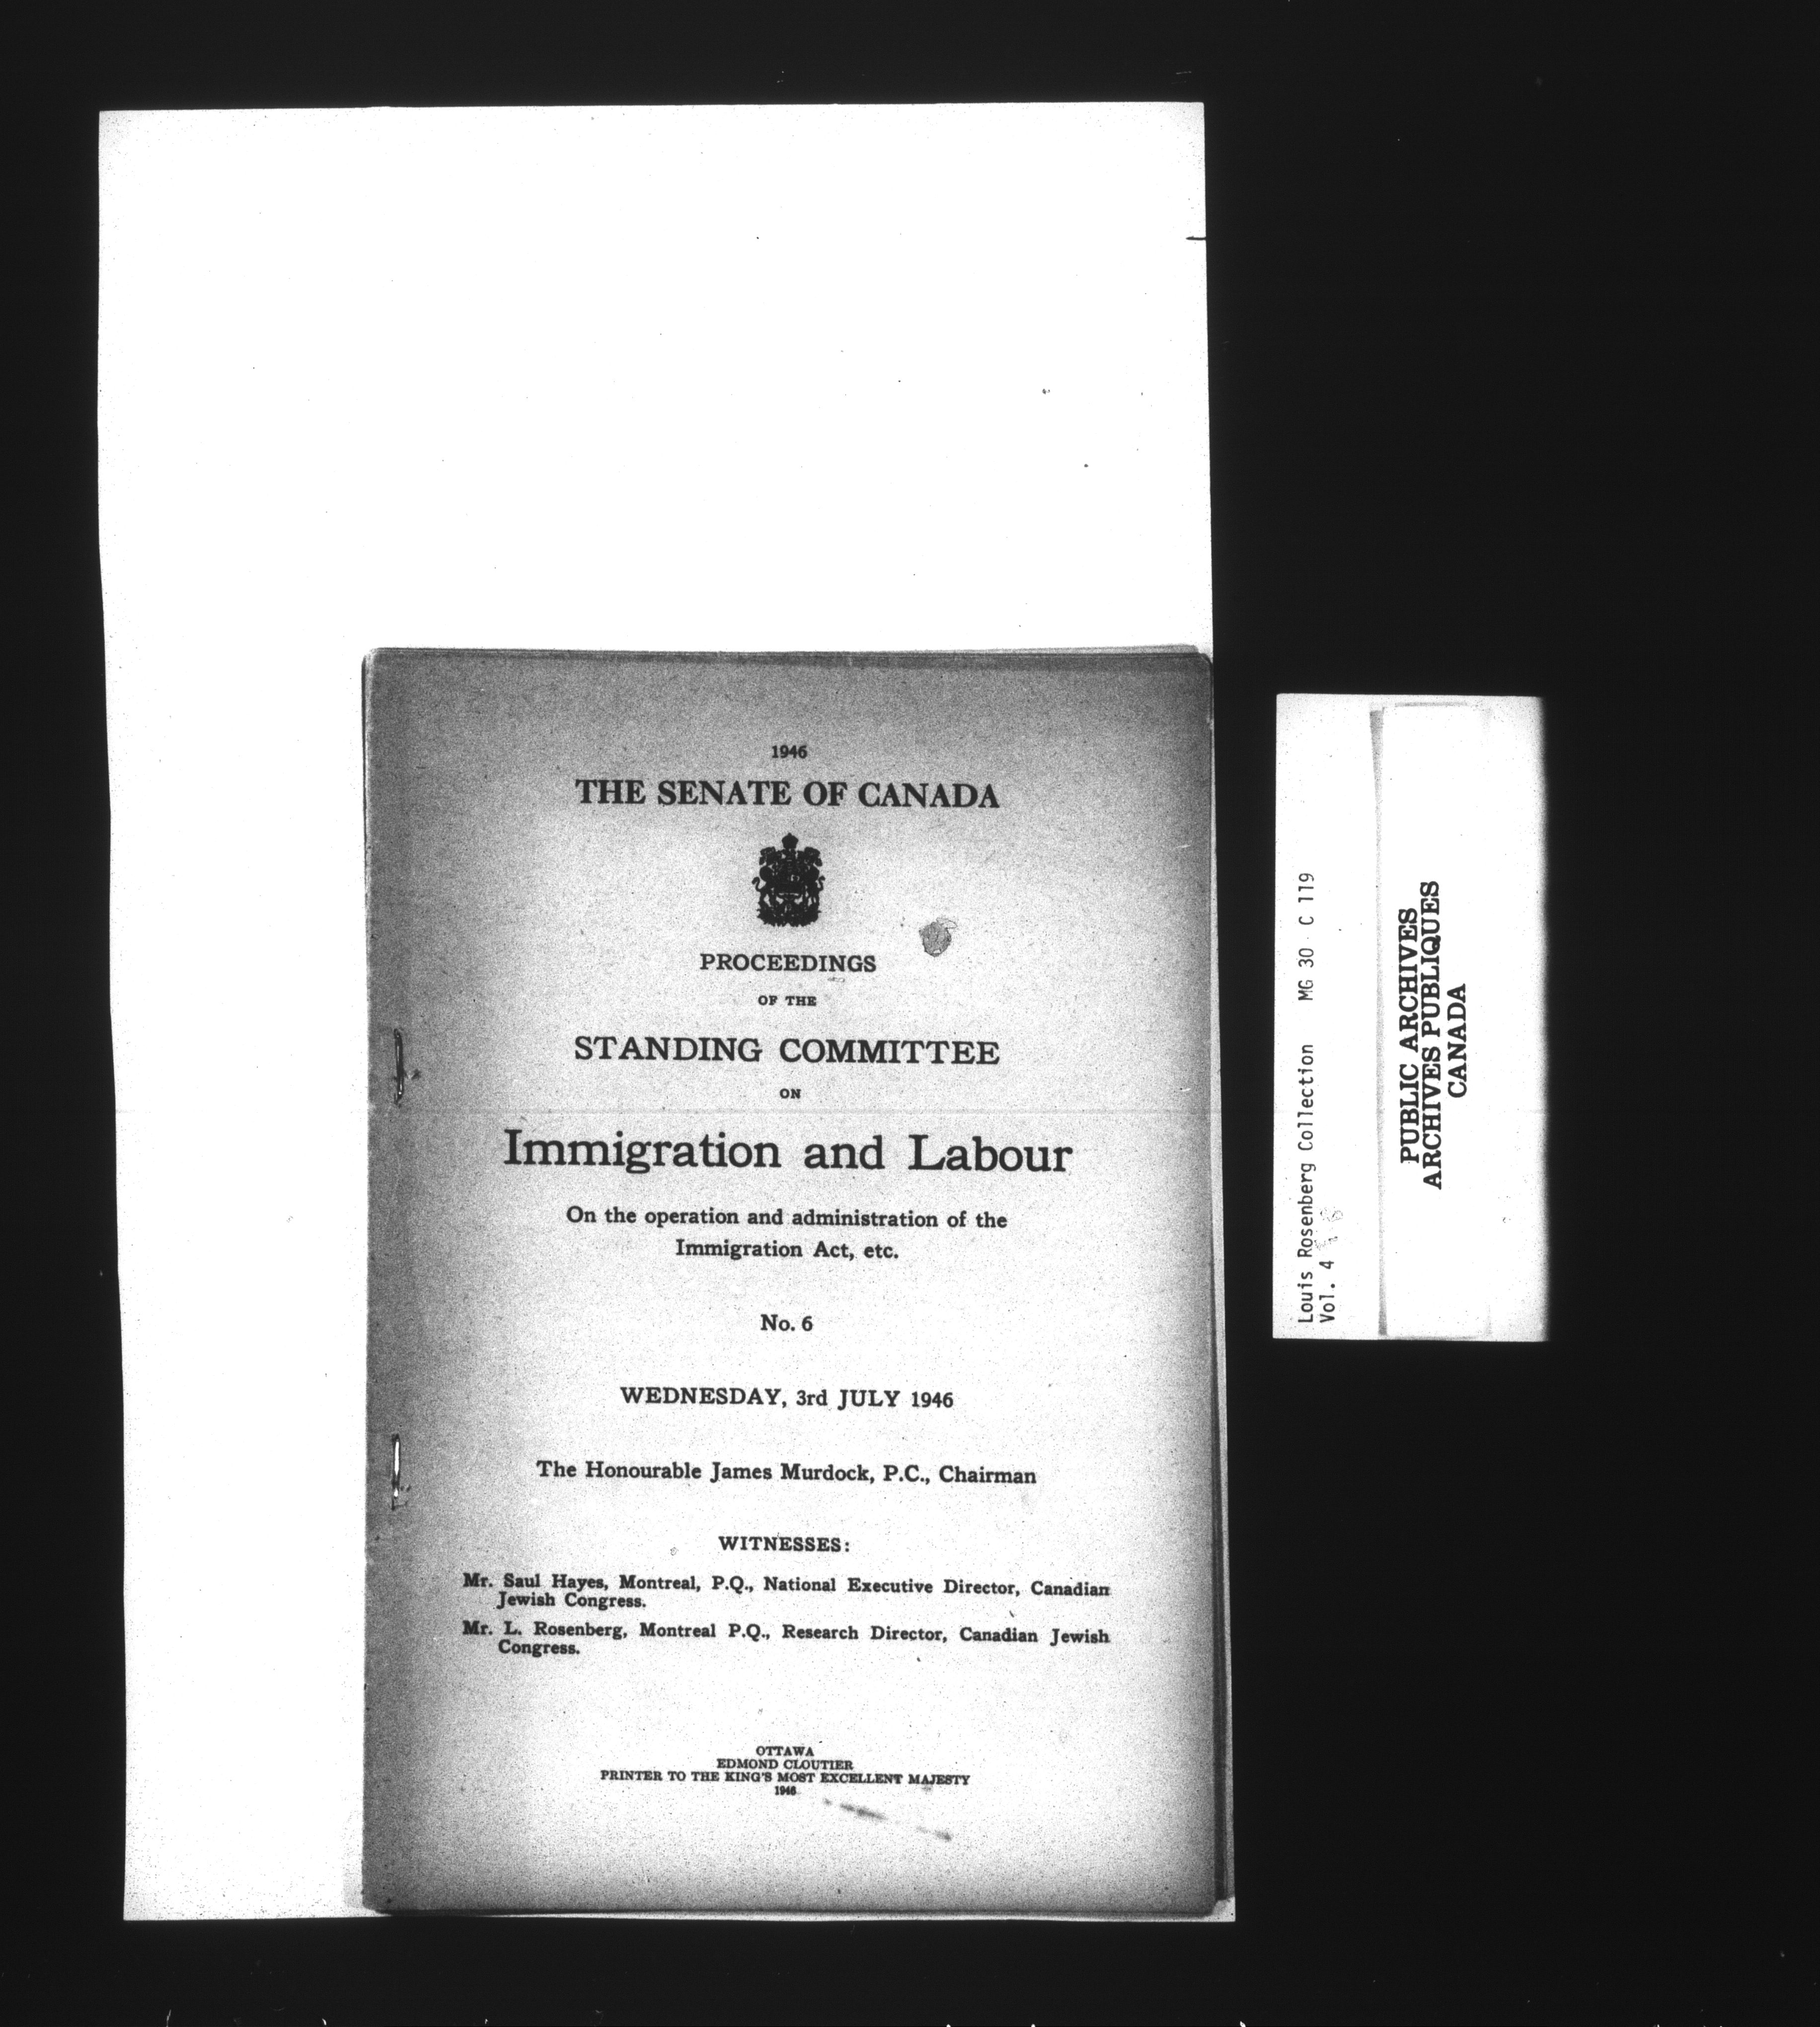 1946
THE SENATE OF CANADA
PROCEEDINGS
OF THE
STANDING COMMITTEE
ON
Immigration and Labour
On the operation and administration of the
Immigration Act, etc.
No. 6
WEDNESDAY, 3rd JULY 1946
The Honourable James Murdock, P.C., Chairman
WITNESSES:
Mr. Saul Hayes, Montreal, P.Q., National Executive Director, Canadian
Jewish Congress.
Mr. L. Rosenberg, Montreal P.Q., Research Director, Canadian Jewish
Congress.
OTTAWA
EDMOND CLOUTIER
PRINTER TO THE KING'S MOST EXCELLENT MAJESTY
1946
Louis Rosenberg Collection MG 30 C 119
Vol. 4
PUBLIC ARCHIVES
ARCHIVES PUBLIQUES
CANADA